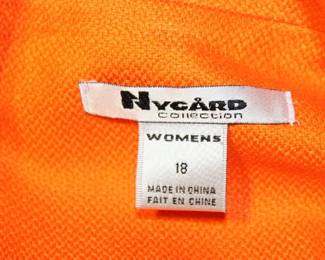 NYGÅRD
Collection
WOMENS
18
MADE IN CHINA
FAIT EN CHINE